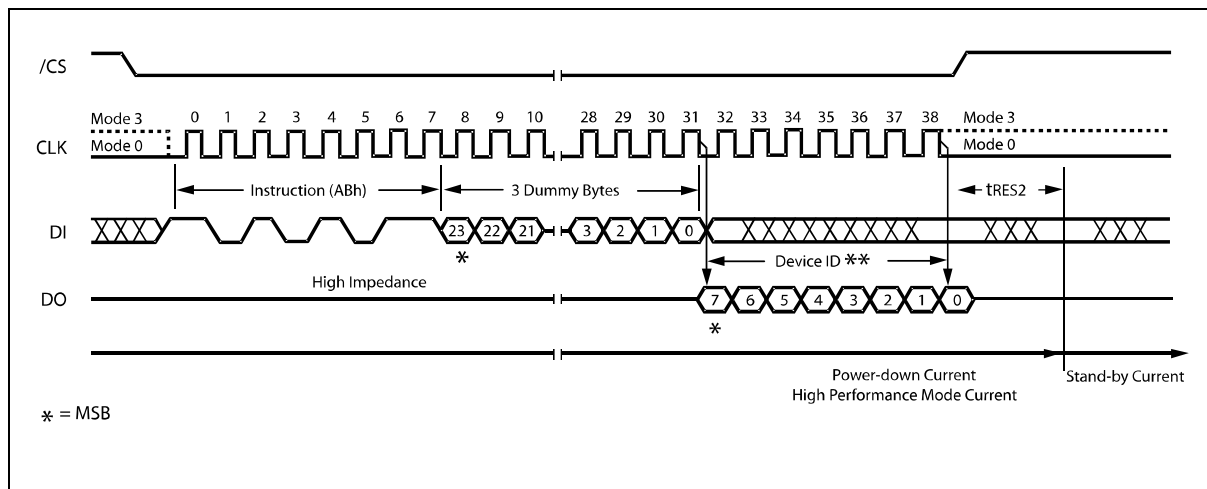 /CS
Mode 3
0 1 2 3 4 5 6 7 8 9 10 28 29 30 31 32 33 34 35 36 37 38
Mode 3
CLK
Mode 0
Mode 0
Instruction (ABh)
3 Dummy Bytes
tRES2
DI
23 22 21 3 2 1 0
*
Device ID **
High Impedance
DO
7 6 5 4 3 2 1 0
*
Power-down Current
High Performance Mode Current
Stand-by Current
* = MSB